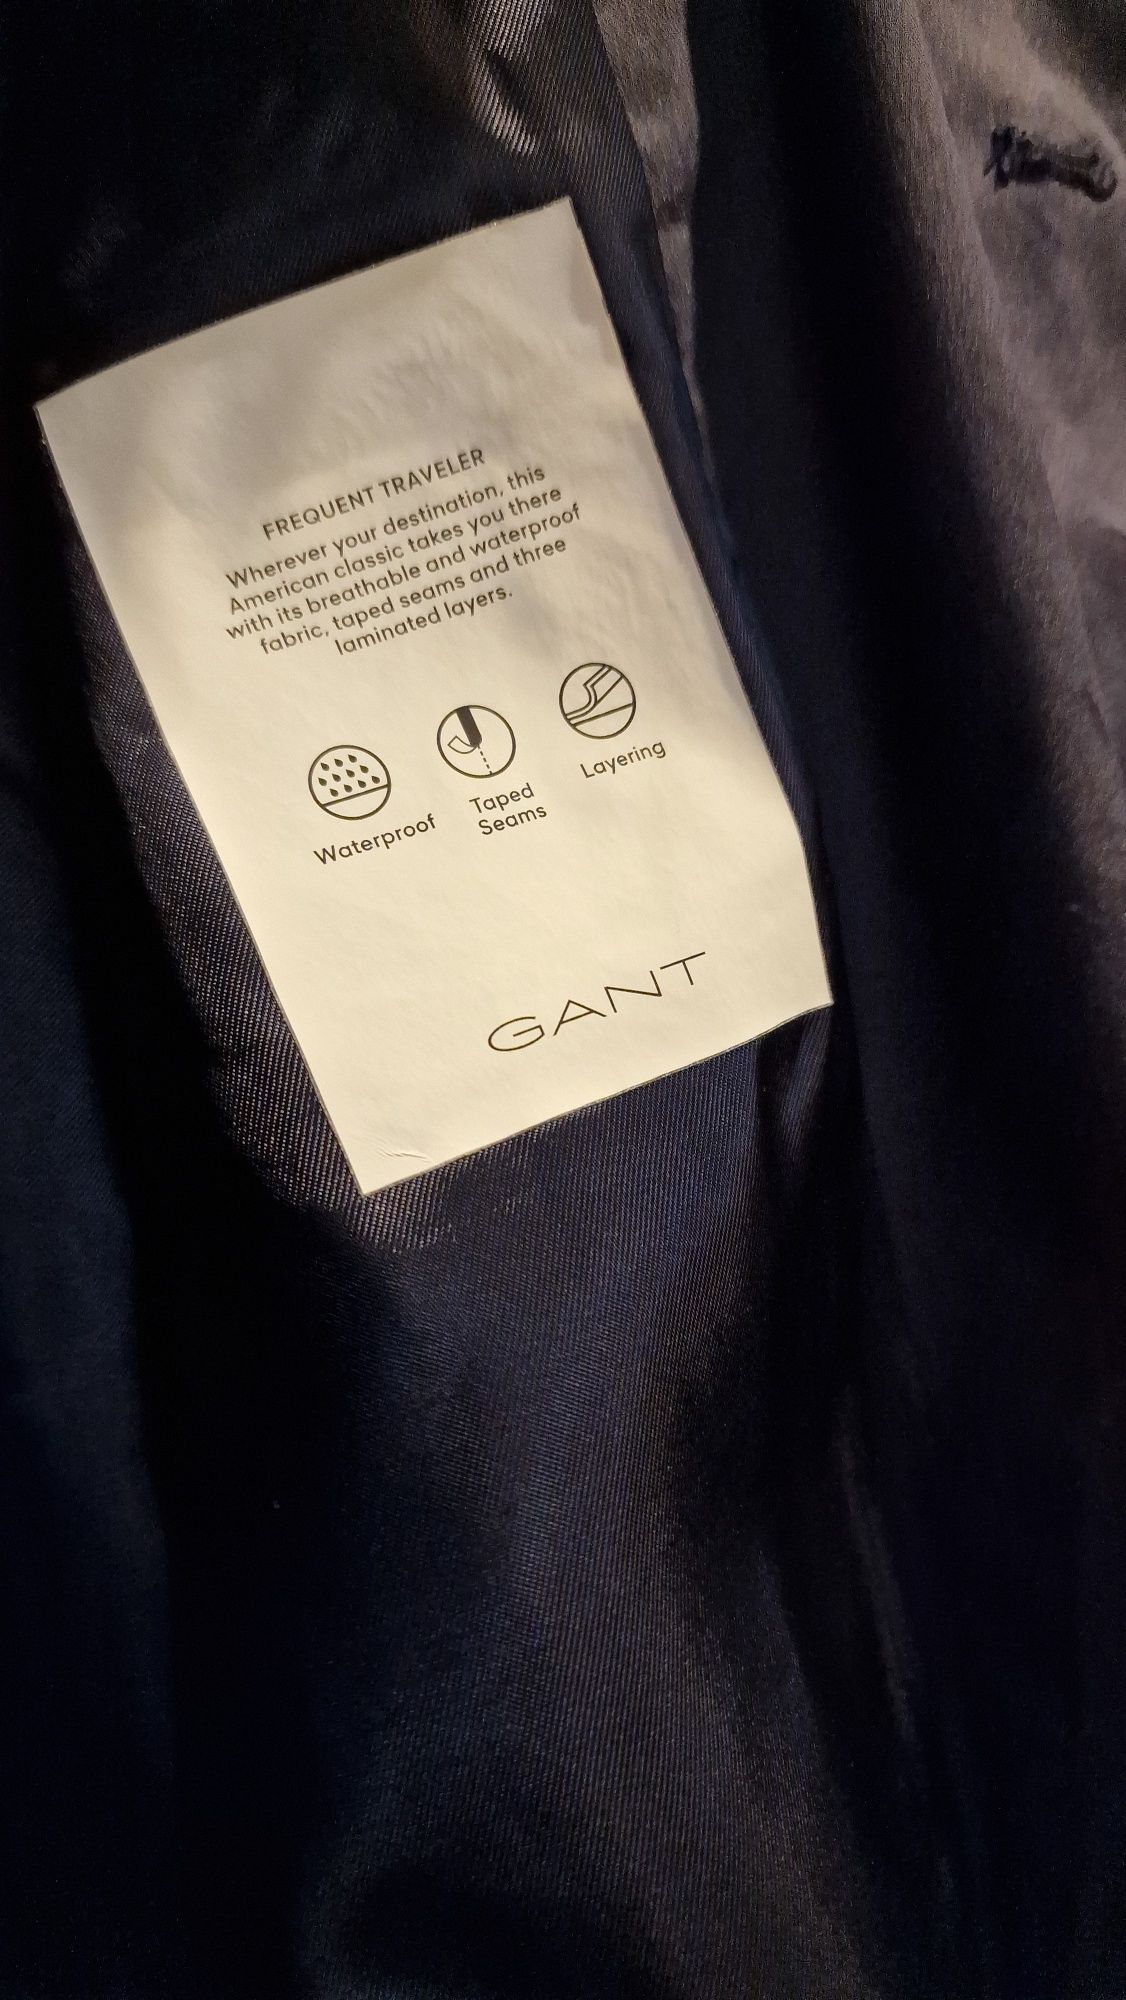 FREQUENT TRAVELER
Wherever your destination, this
American classic takes you there
with its breathable and waterproof
fabric, taped seams and three
laminated layers.
Waterproof
Taped
Seams
Layering
GANT